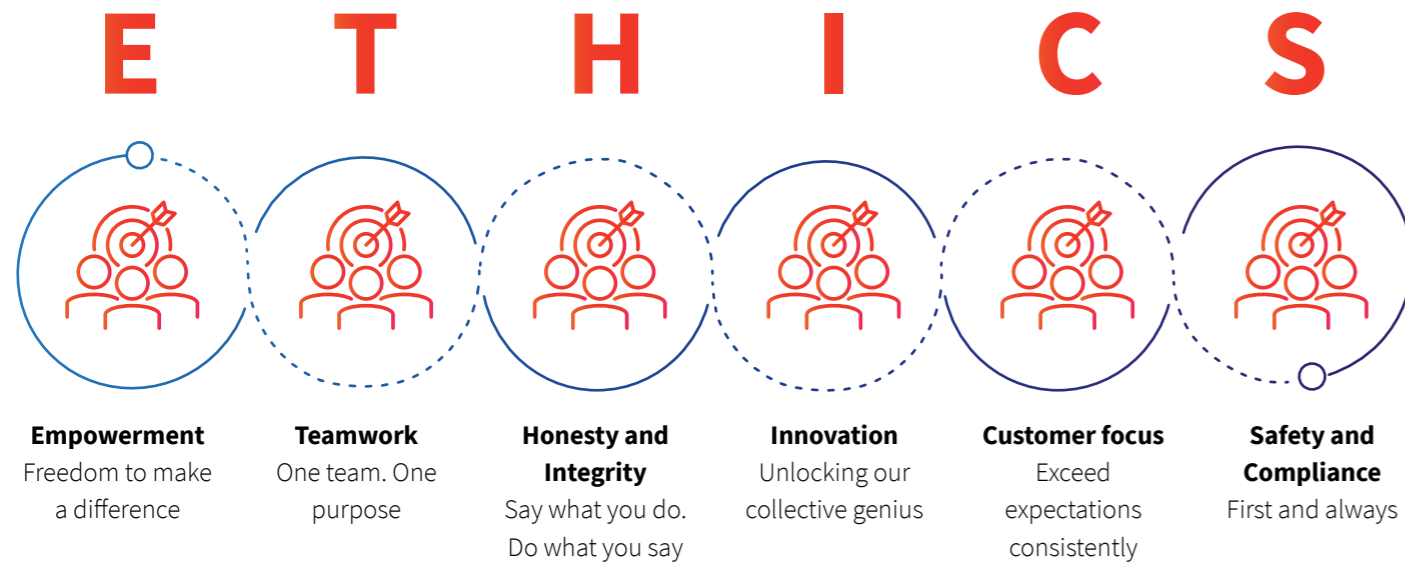 E T H I C S
Empowerment
Freedom to make
a difference
Teamwork
One team. One
purpose
Honesty and
Integrity
Say what you do.
Do what you say
Innovation
Unlocking our
collective genius
Customer focus
Exceed
expectations
consistently
Safety and
Compliance
First and always